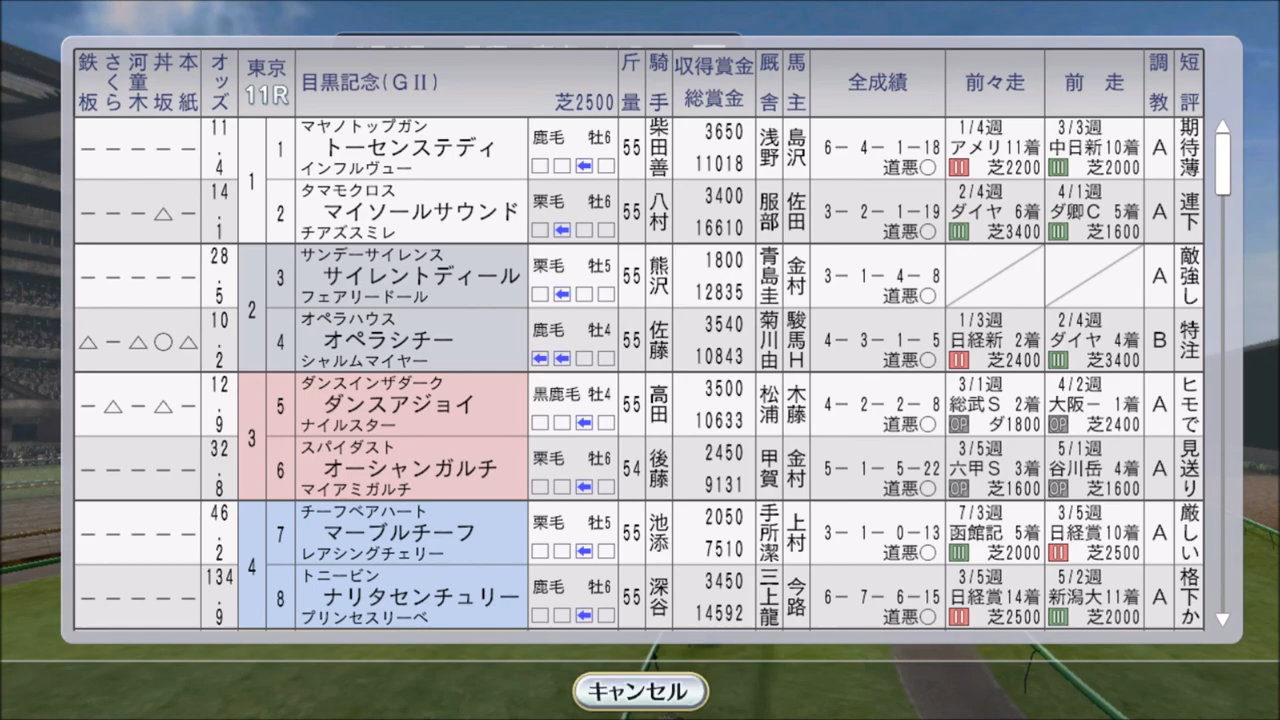 鉄板 さくら 河童木 丼坂 本紙 オッズ 東京11R 目黒記念(GⅡ) 芝2500 斤量 騎手 収得賞金 総賞金 厩舎 馬主 全成績 前々走 前走 調教 短評
－ － － － － 11.4 1 1 マヤノトップガン 鹿毛 牡6 55 柴田善 3650 浅野 島沢 6－ 4－ 1－18 1/4週 3/3週 A 期待薄
トーセンステディ アメリ11着 中日新10着
インフルヴュー 11018 道悪○ Ⅱ 芝2200 Ⅲ 芝2000
－ － － △ － 14.1 2 タマモクロス 栗毛 牡6 55 八村 3400 服部 佐田 3－ 2－ 1－19 2/4週 4/1週 A 連下
マイソールサウンド ダイヤ 6着 ダ卿C 5着
チアズスミレ 16610 道悪○ Ⅲ 芝3400 Ⅲ 芝1600
－ － － － － 28.5 2 3 サンデーサイレンス 栗毛 牡5 55 熊沢 1800 青島圭 金村 3－ 1－ 4－ 8 A 敵強し
サイレントディール
フェアリードール 12835 道悪○
△ － △ ○ △ 10.2 4 オペラハウス 鹿毛 牡4 55 佐藤 3540 菊川由 駿馬H 4－ 3－ 1－ 5 1/3週 2/4週 B 特注
オペラシチー 日経新 2着 ダイヤ 4着
シャルムマイヤー 10843 道悪○ Ⅱ 芝2400 Ⅲ 芝3400
－ △ － △ － 12.9 3 5 ダンスインザダーク 黒鹿毛 牡4 55 高田 3500 松浦 木藤 4－ 2－ 2－ 8 3/1週 4/2週 A ヒモで
ダンスアジョイ 総武S 2着 大阪－ 1着
ナイルスター 10633 道悪○ OP ダ1800 OP 芝2400
－ － － － － 32.8 6 スパイダスト 栗毛 牡6 54 後藤 2450 甲賀 金村 5－ 1－ 5－22 3/5週 5/1週 A 見送り
オーシャンガルチ 六甲S 3着 谷川岳 4着
マイアミガルチ 9131 道悪○ OP 芝1600 OP 芝1600
－ － － － － 46.2 4 7 チーフベアハート 栗毛 牡5 55 池添 2050 手所潔 上村 3－ 1－ 0－13 7/3週 3/5週 A 厳しい
マーブルチーフ 函館記 5着 日経賞10着
レアシングチェリー 7510 道悪○ Ⅲ 芝2000 Ⅱ 芝2500
－ － － － － 134.9 8 トニービン 鹿毛 牡6 55 深谷 3450 三上龍 今路 6－ 7－ 6－15 3/5週 5/2週 A 格下か
ナリタセンチュリー 日経賞14着 新潟大11着
プリンセスリーベ 14592 道悪○ Ⅱ 芝2500 Ⅲ 芝2000
キャンセル